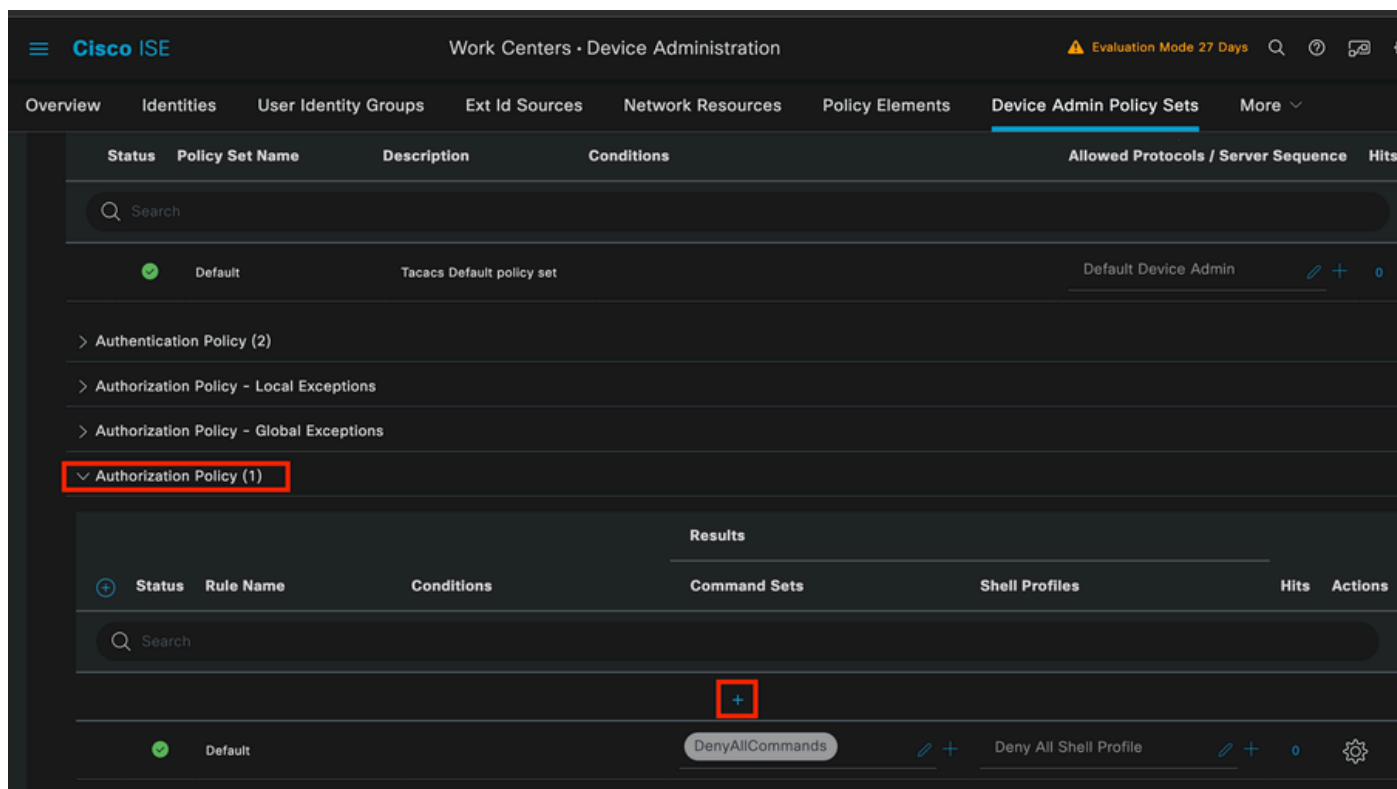 Cisco ISE Work Centers · Device Administration Evaluation Mode 27 Days
Overview Identities User Identity Groups Ext Id Sources Network Resources Policy Elements Device Admin Policy Sets More
Status Policy Set Name Description Conditions Allowed Protocols / Server Sequence Hits
Search
Default Tacacs Default policy set Default Device Admin 0
Authentication Policy (2)
Authorization Policy - Local Exceptions
Authorization Policy - Global Exceptions
Authorization Policy (1)
Results
Status Rule Name Conditions Command Sets Shell Profiles Hits Actions
Search
+
Default DenyAllCommands Deny All Shell Profile 0